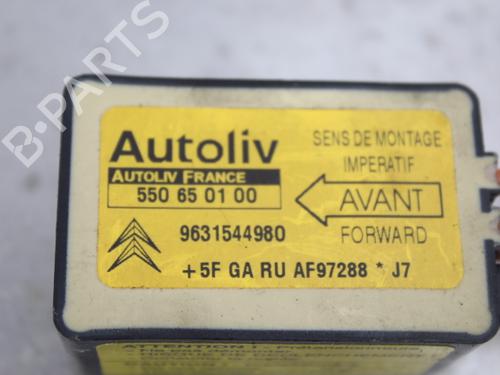 B-PARTS
Autoliv
AUTOLIV FRANCE
550 65 01 00
SENS DE MONTAGE
IMPERATIF
AVANT
FORWARD
9631544980
+5F GA RU AF97288 * J7
ATTENTION !